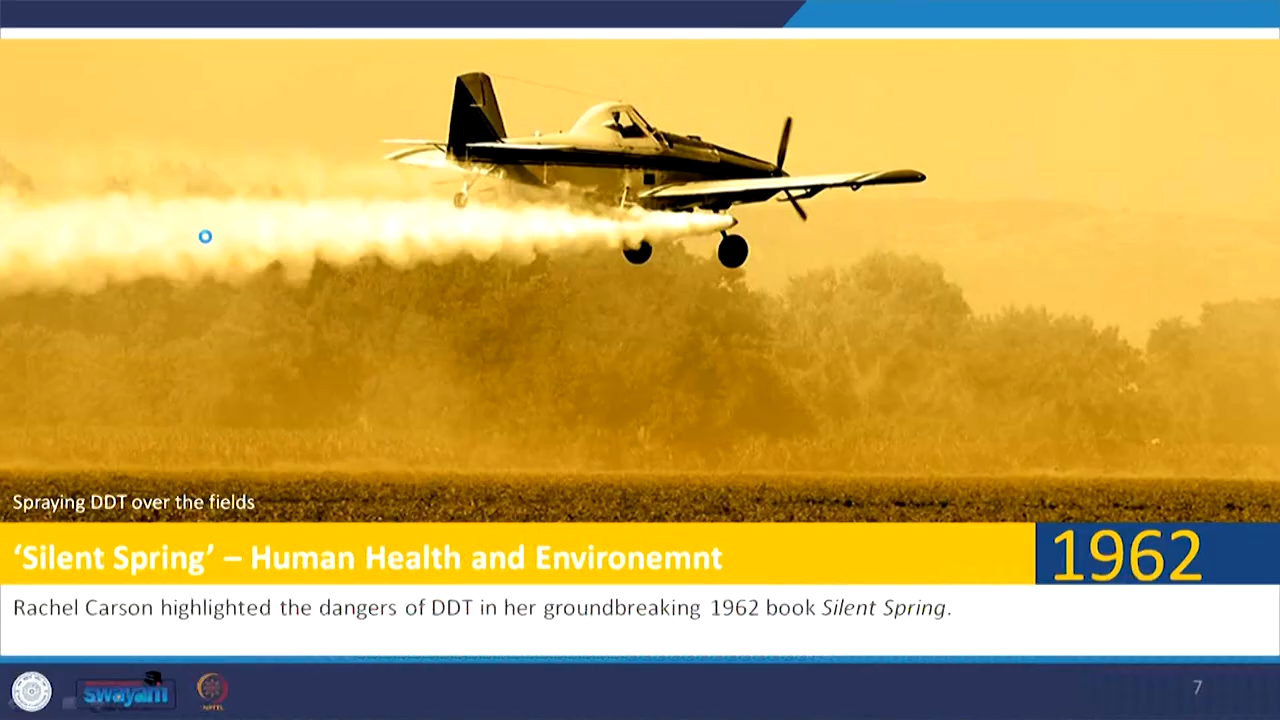 Spraying DDT over the fields
‘Silent Spring’ – Human Health and Environemnt
1962
Rachel Carson highlighted the dangers of DDT in her groundbreaking 1962 book Silent Spring.
swayam
NPTEL
7